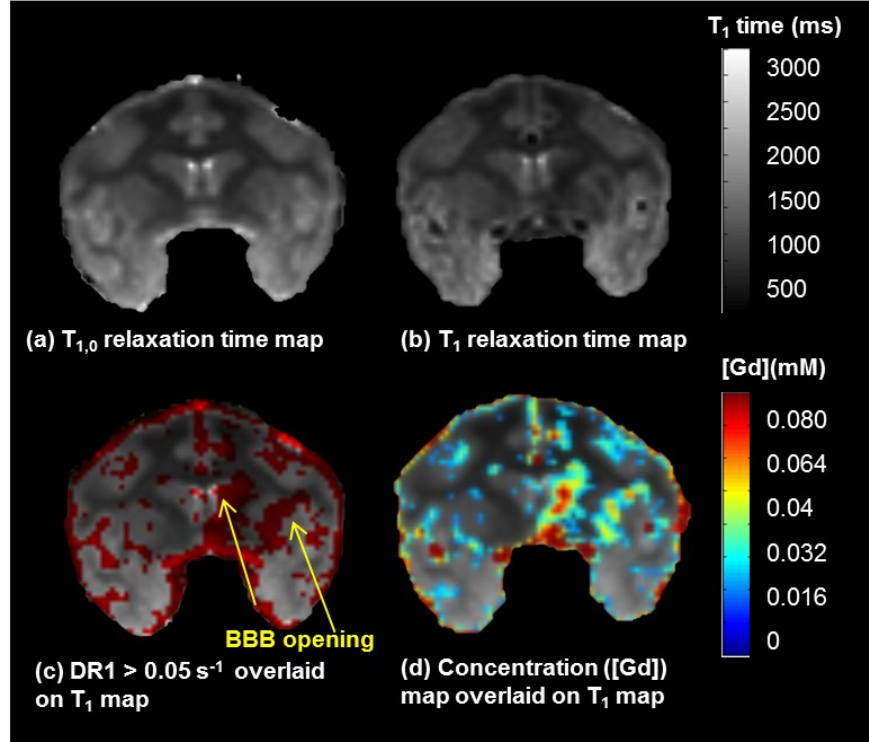 T1 time (ms)
3000
2500
2000
1500
1000
500
(a) T1,0 relaxation time map
(b) T1 relaxation time map
[Gd](mM)
0.080
0.064
0.04
0.032
0.016
0
BBB opening
(c) DR1 > 0.05 s-1 overlaid
on T1 map
(d) Concentration ([Gd])
map overlaid on T1 map